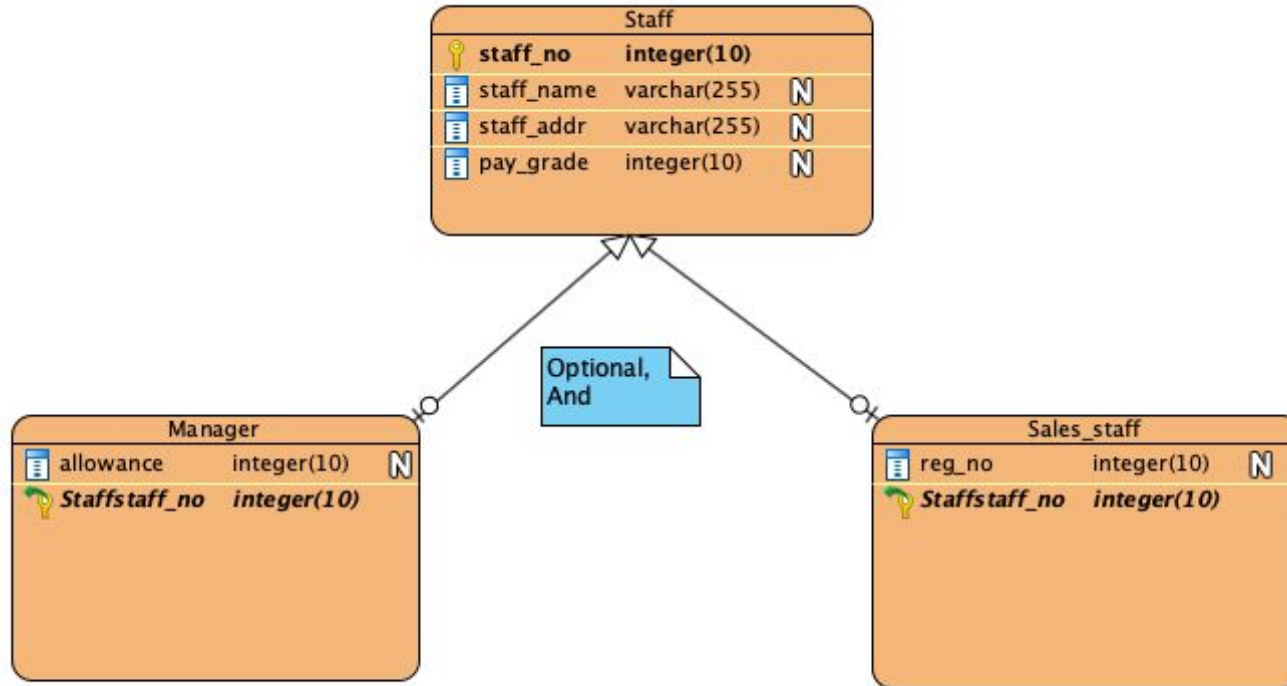 Staff
staff_no integer(10)
staff_name varchar(255) N
staff_addr varchar(255) N
pay_grade integer(10) N
Optional,
And
Manager
allowance integer(10) N
Staffstaff_no integer(10)
Sales_staff
reg_no integer(10) N
Staffstaff_no integer(10)